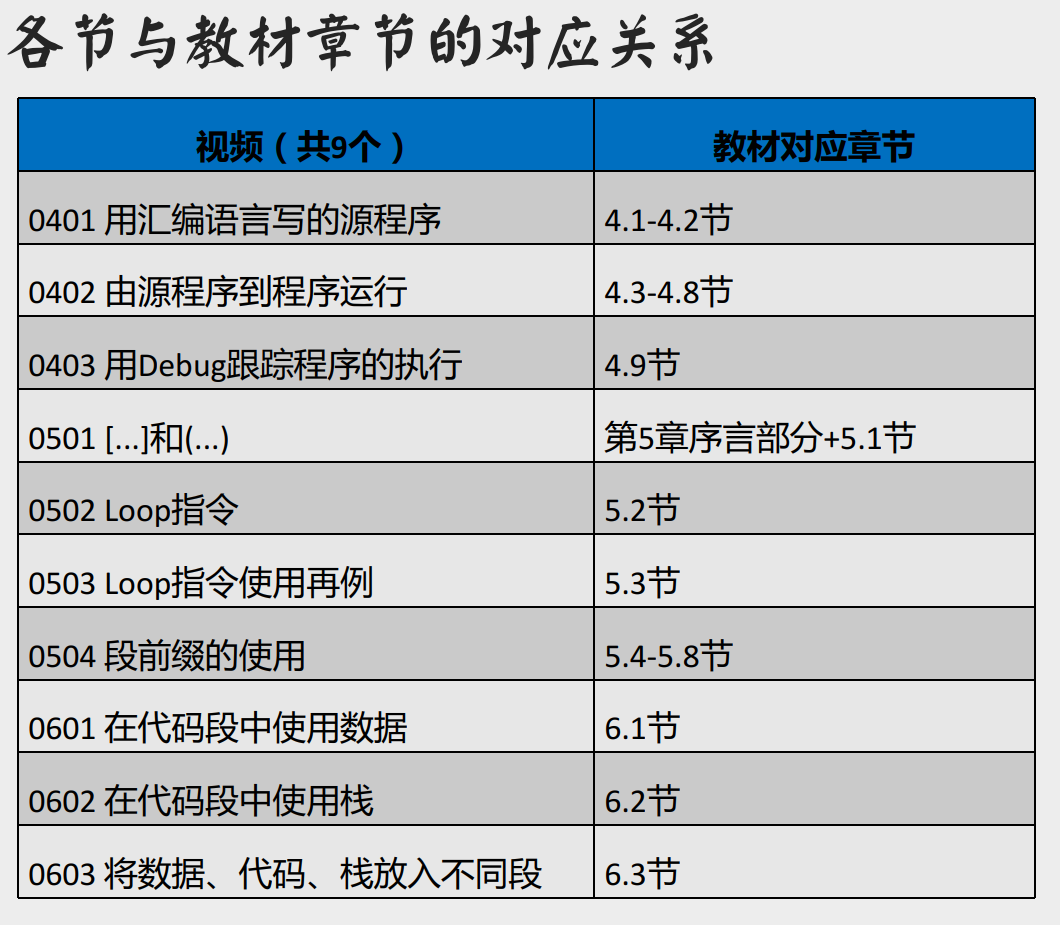 各节与教材章节的对应关系
视频（共9个） 教材对应章节
0401 用汇编语言写的源程序 4.1-4.2节
0402 由源程序到程序运行 4.3-4.8节
0403 用Debug跟踪程序的执行 4.9节
0501 [...]和(...) 第5章序言部分+5.1节
0502 Loop指令 5.2节
0503 Loop指令使用再例 5.3节
0504 段前缀的使用 5.4-5.8节
0601 在代码段中使用数据 6.1节
0602 在代码段中使用栈 6.2节
0603 将数据、代码、栈放入不同段 6.3节